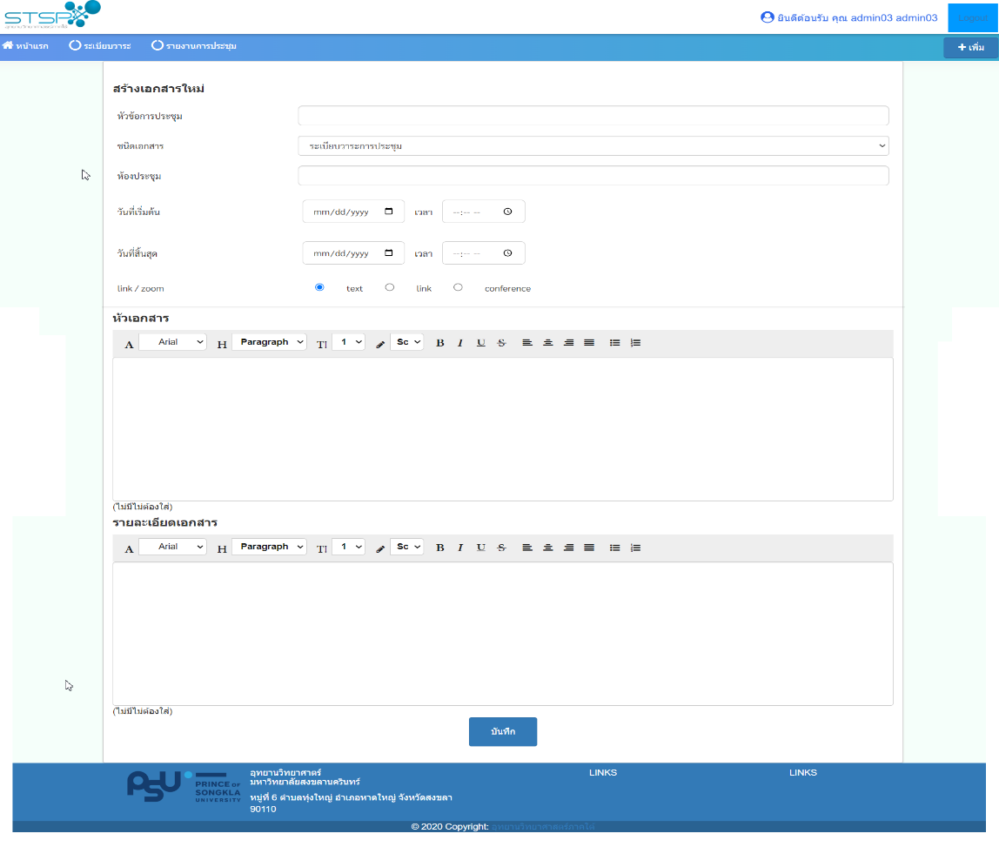 STSP
ยินดีต้อนรับ คุณ admin03 admin03
Logout
หน้าแรก ระเบียบวาระ รายงานการประชุม
เพิ่ม
สร้างเอกสารใหม่
หัวข้อการประชุม
ชนิดเอกสาร ระเบียบวาระการประชุม
ห้องประชุม
วันที่เริ่มต้น mm/dd/yyyy เวลา --:-- --
วันที่สิ้นสุด mm/dd/yyyy เวลา --:-- --
link / zoom text link conference
หัวเอกสาร
A Arial H Paragraph TI 1 Sc B I U S
(ไม่มีไม่ต้องใส่)
รายละเอียดเอกสาร
A Arial H Paragraph TI 1 Sc B I U S
(ไม่มีไม่ต้องใส่)
บันทึก
PSU
PRINCE OF
SONGKLA
UNIVERSITY
อุทยานวิทยาศาตร์
มหาวิทยาลัยสงขลานครินทร์
หมู่ที่ 6 ตำบลทุ่งใหญ่ อำเภอหาดใหญ่ จังหวัดสงขลา
90110
LINKS
LINKS
© 2020 Copyright: